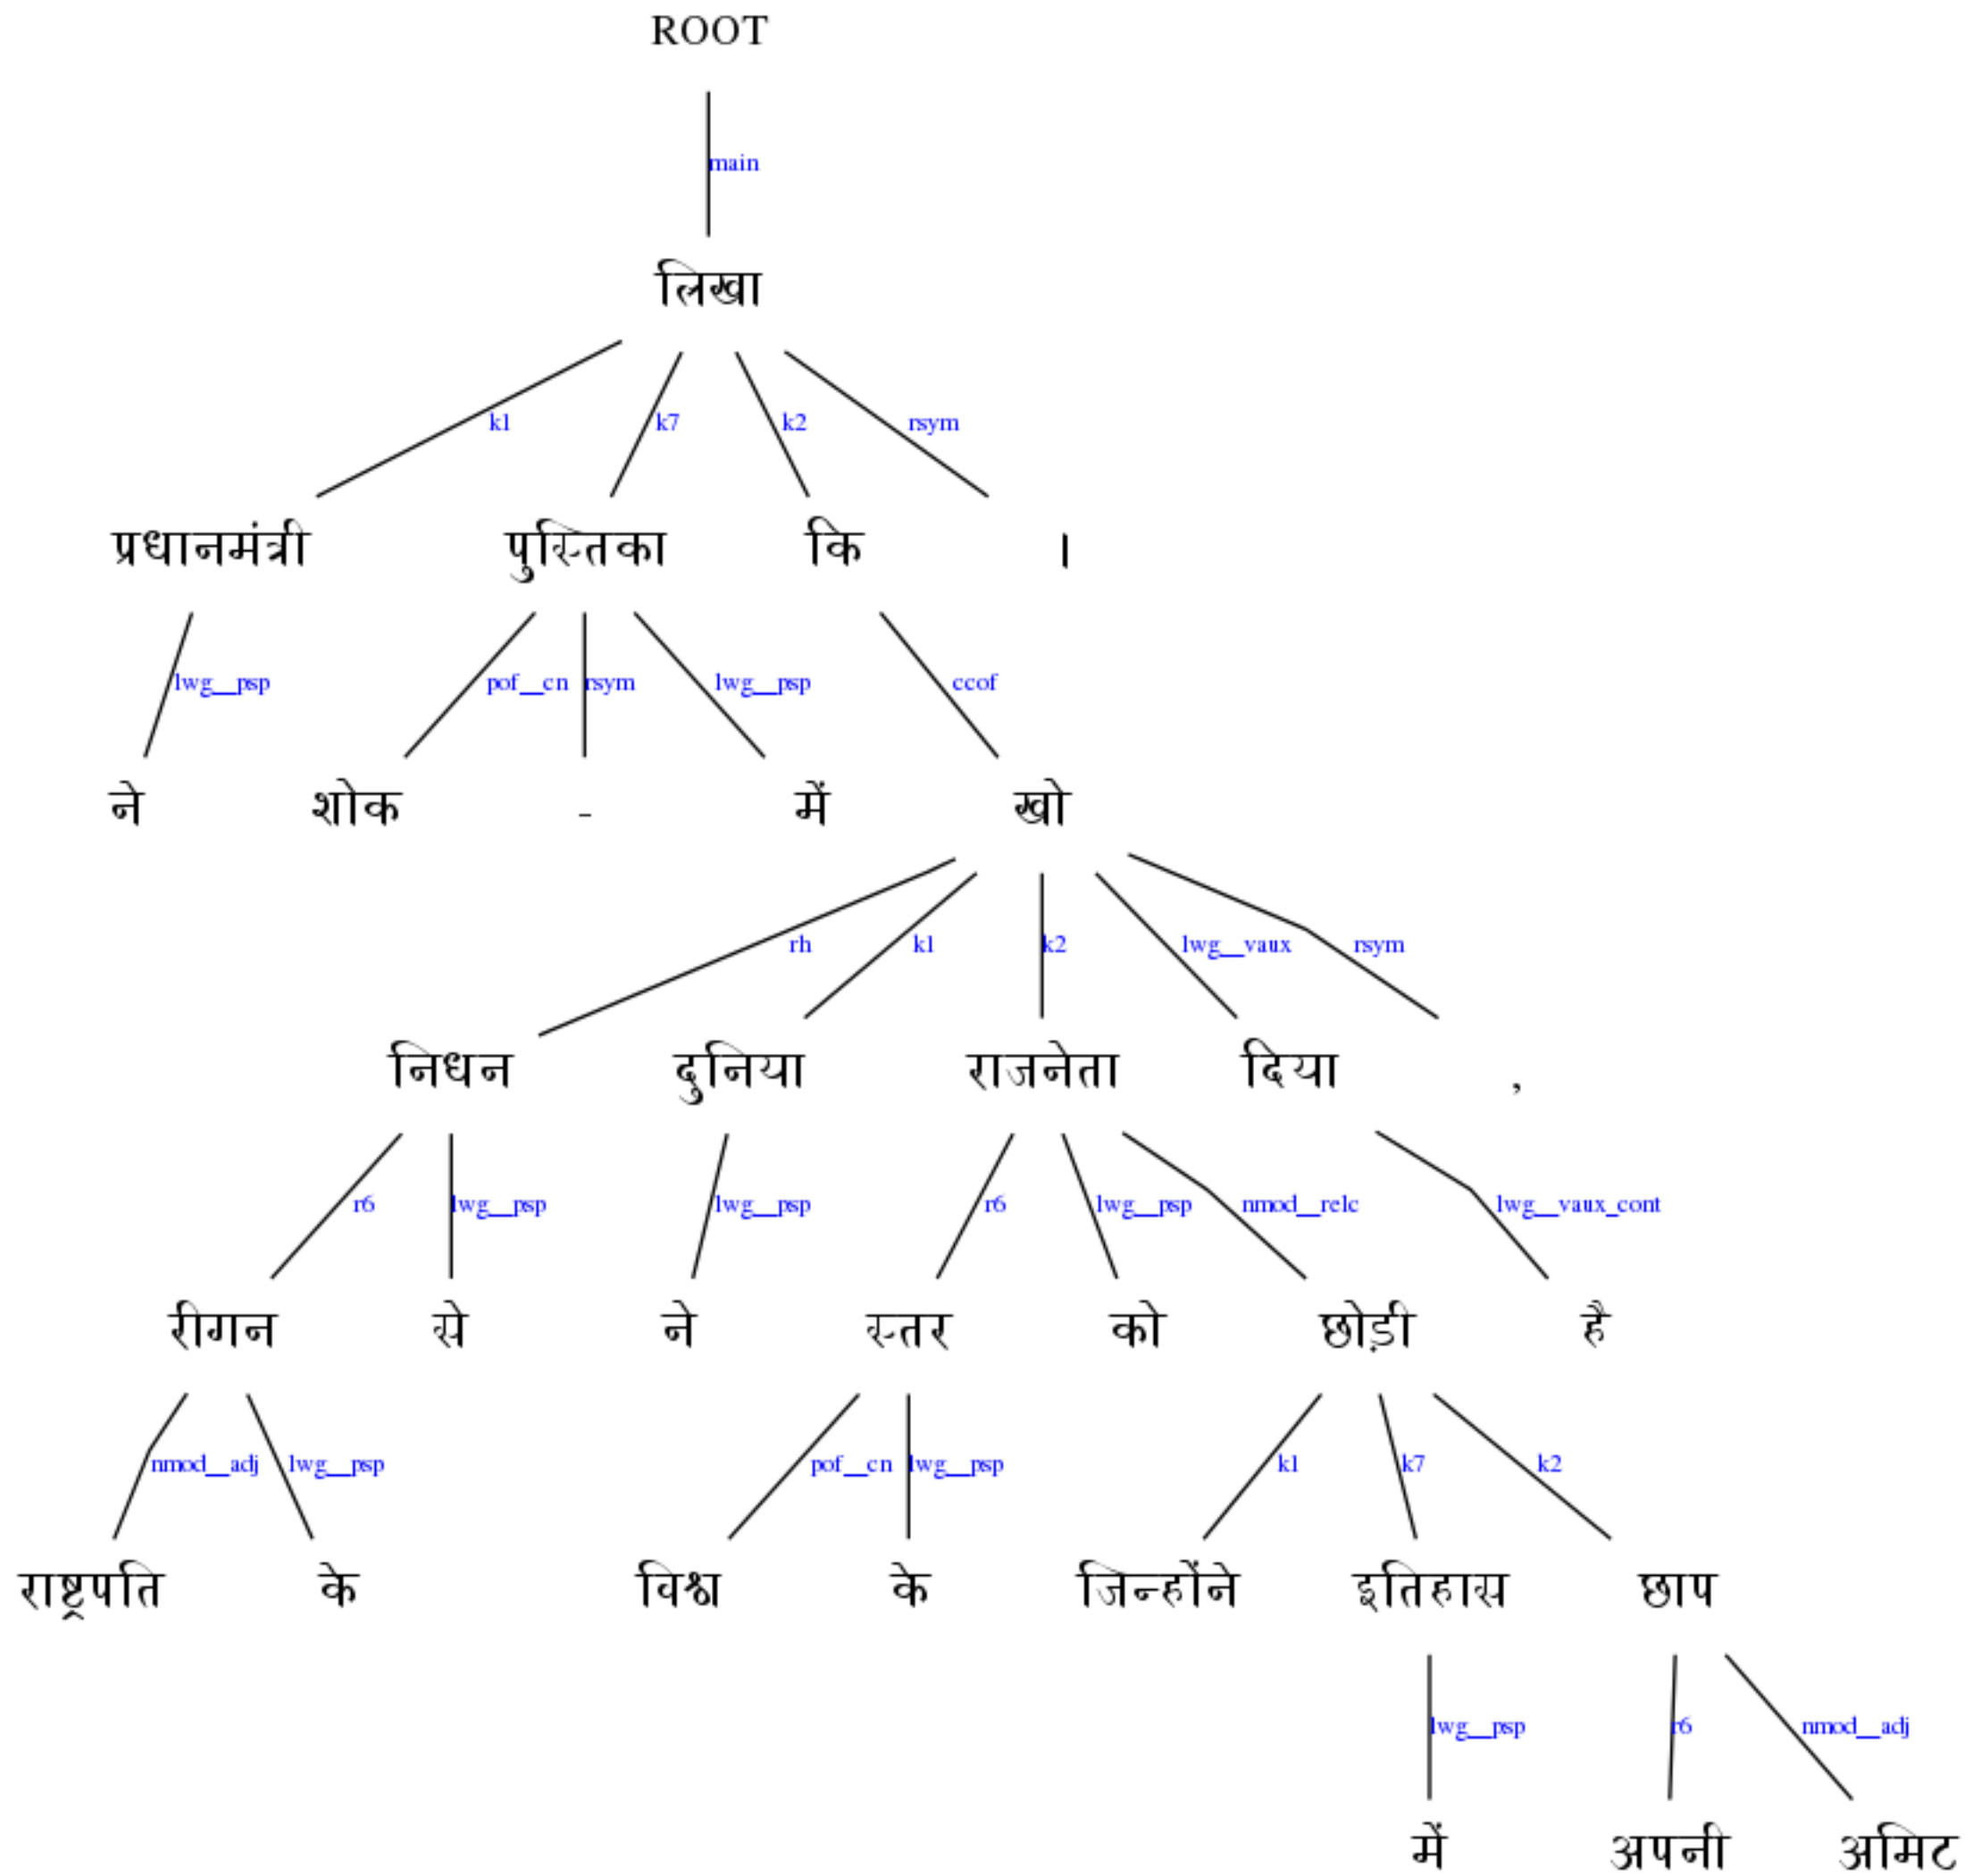 ROOT
main
लिखा
k1 k7 k2 rsym
प्रधानमंत्री पुस्तिका कि ।
lwg__psp pof__cn rsym lwg__psp ccof
ने शोक - में खो
rh k1 k2 lwg__vaux rsym
निधन दुनिया राजनेता दिया ,
r6 lwg__psp lwg__psp r6 lwg__psp nmod__relc lwg__vaux_cont
रीगन से ने स्तर को छोड़ी है
nmod__adj lwg__psp pof__cn lwg__psp k1 k7 k2
राष्ट्रपति के विश्व के जिन्होंने इतिहास छाप
lwg__psp r6 nmod__adj
में अपनी अमिट